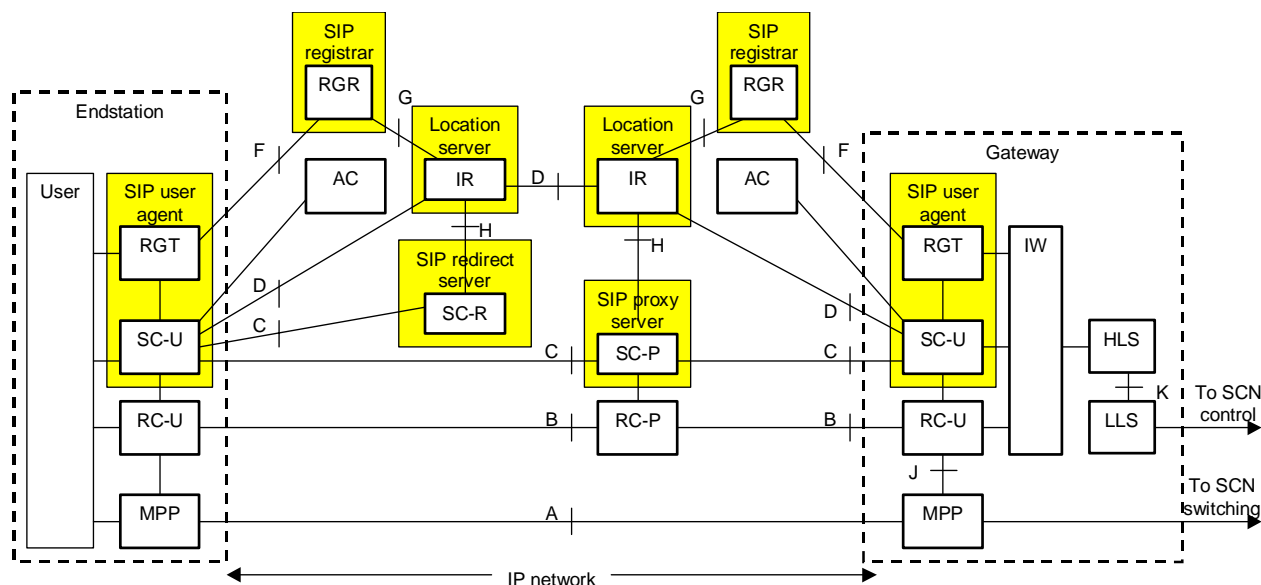 SIP
registrar
RGR
SIP
registrar
RGR
G
G
Endstation
Location
server
IR
Location
server
IR
Gateway
F
F
AC
AC
D
User
SIP user
agent
RGT
SIP user
agent
RGT
IW
H
H
SIP redirect
server
SC-R
D
D
SIP proxy
server
SC-P
C
SC-U
C
C
SC-U
HLS
K
To SCN
control
RC-U
B
RC-P
B
RC-U
LLS
J
To SCN
switching
MPP
A
MPP
IP network